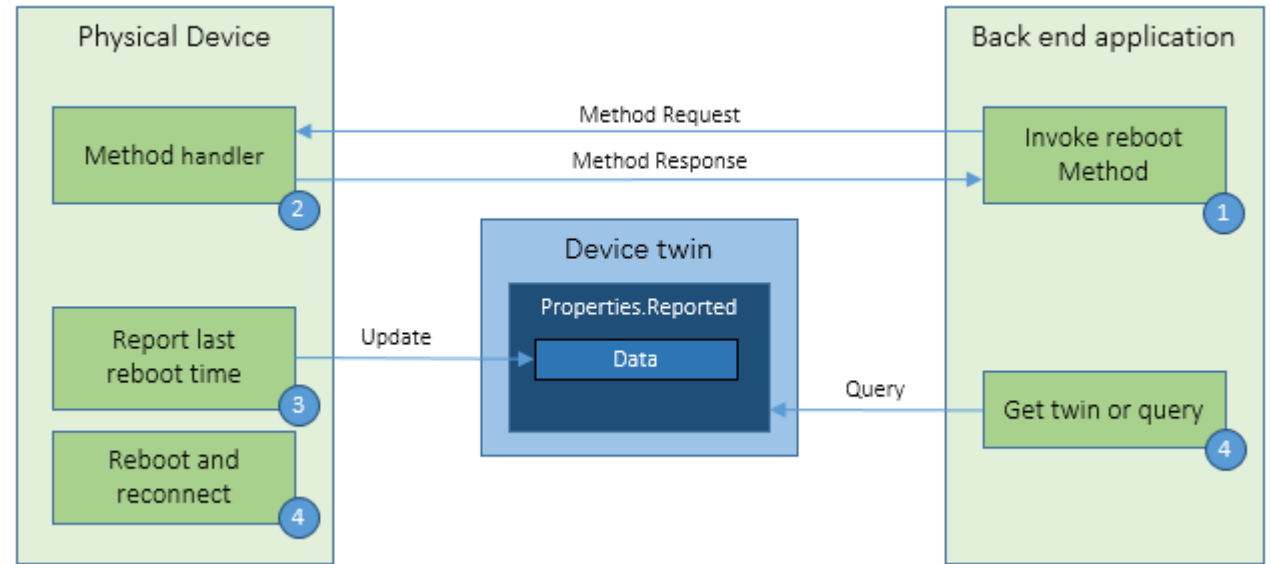 Physical Device
Back end application
Method handler
2
Method Request
Method Response
Invoke reboot
Method
1
Device twin
Properties.Reported
Data
Report last
reboot time
3
Update
Query
Get twin or query
4
Reboot and
reconnect
4